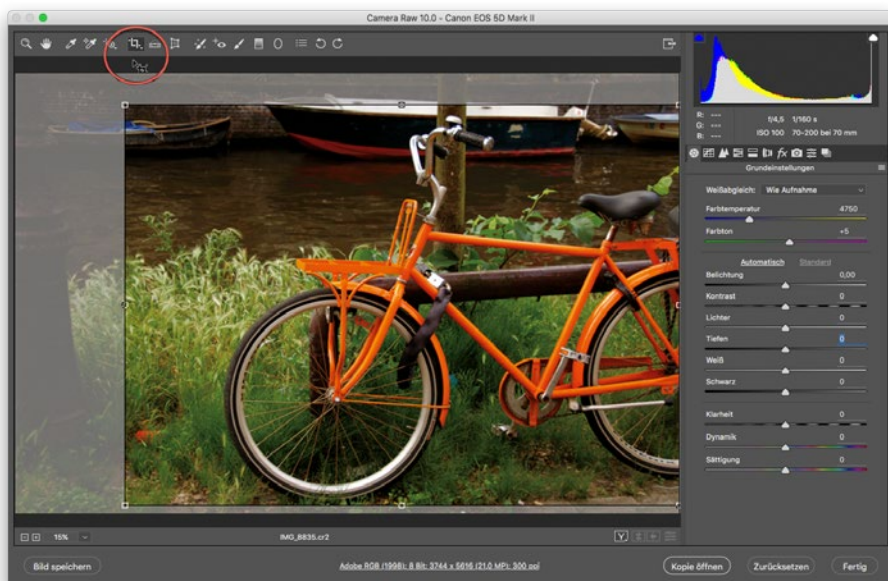 Camera Raw 10.0 - Canon EOS 5D Mark II
R: ---
G: ---
B: ---
f/4,5 1/160 s
ISO 100 70-200 bei 70 mm
Grundeinstellungen
Weißabgleich: Wie Aufnahme
Farbtemperatur 4750
Farbton +5
Automatisch Standard
Belichtung 0,00
Kontrast 0
Lichter 0
Tiefen 0
Weiß 0
Schwarz 0
Klarheit 0
Dynamik 0
Sättigung 0
15% IMG_8835.cr2 Y
Bild speichern Adobe RGB (1998); 8 Bit; 3744 x 5616 (21.0 MP); 300 ppi Kopie öffnen Zurücksetzen Fertig